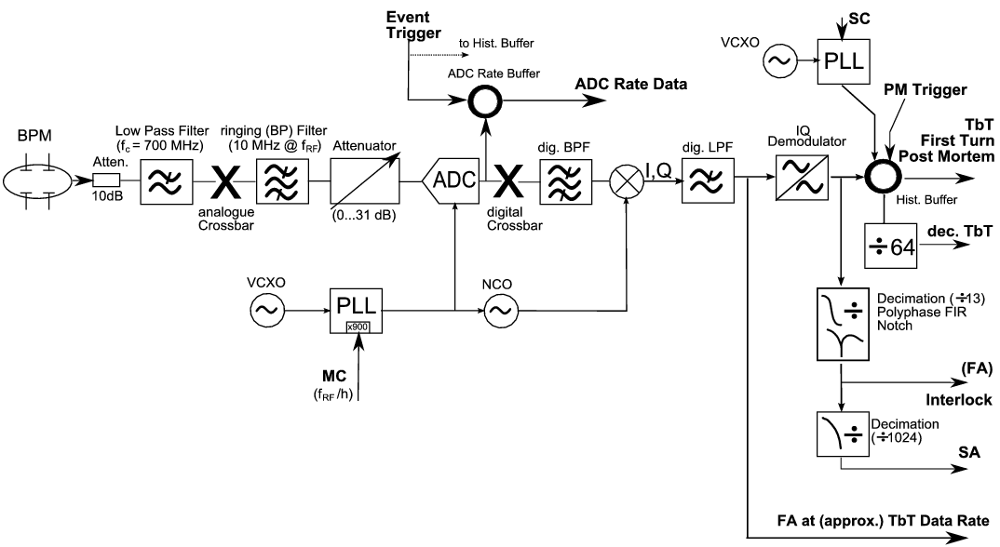 Event
Trigger
to Hist. Buffer
ADC Rate Buffer
ADC Rate Data
SC
VCXO
PLL
PM Trigger
TbT
First Turn
Post Mortem
Hist. Buffer
BPM
Atten.
10dB
Low Pass Filter
(fc = 700 MHz)
analogue
Crossbar
ringing (BP) Filter
(10 MHz @ fRF)
Attenuator
(0...31 dB)
ADC
digital
Crossbar
dig. BPF
I,Q
dig. LPF
IQ
Demodulator
÷64
dec. TbT
VCXO
PLL
x900
NCO
MC
(fRF/h)
÷
Decimation (÷13)
Polyphase FIR
Notch
(FA)
Interlock
÷
Decimation
(÷1024)
SA
FA at (approx.) TbT Data Rate